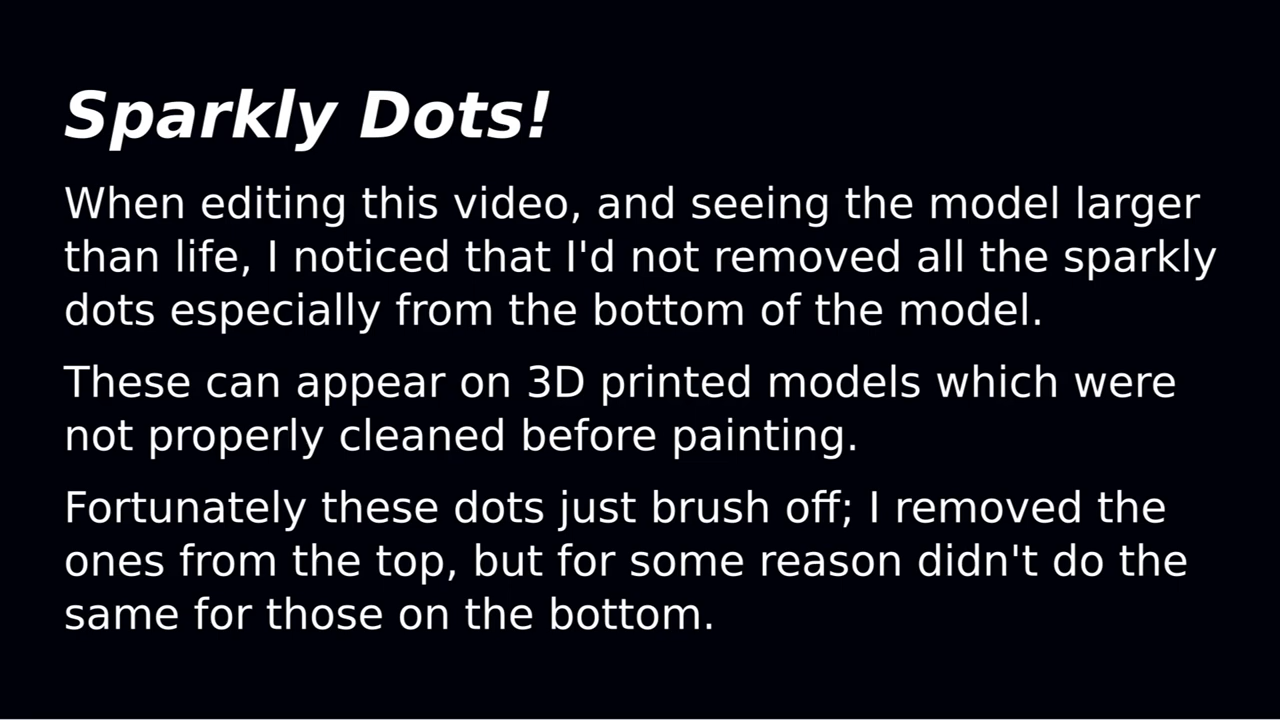 Sparkly Dots!
When editing this video, and seeing the model larger
than life, I noticed that I'd not removed all the sparkly
dots especially from the bottom of the model.
These can appear on 3D printed models which were
not properly cleaned before painting.
Fortunately these dots just brush off; I removed the
ones from the top, but for some reason didn't do the
same for those on the bottom.